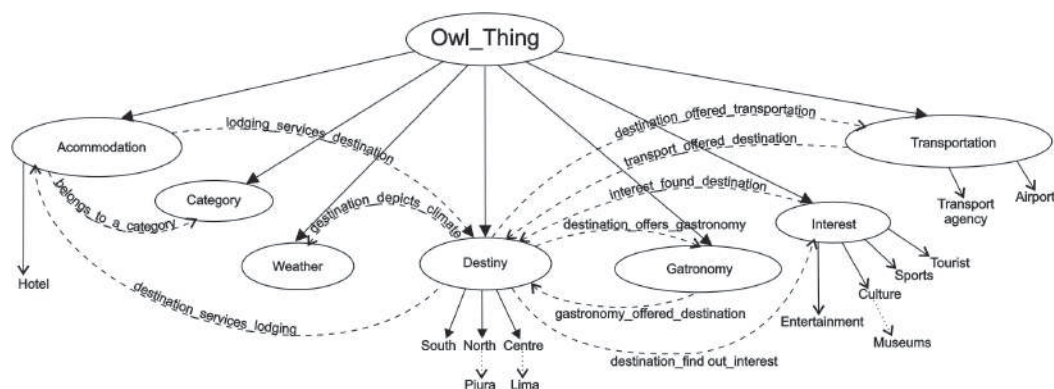 Owl_Thing
destination_offered_transportation
lodging_services_destination
Acommodation
transport_offered_destination
Transportation
belongs_to_a_category
Category
interest_found_destination
Transport
agency
Airport
destination_depicts_climate
destination_offers_gastronomy
Interest
Weather
Destiny
Gatronomy
Tourist
Sports
Hotel
Culture
destination_services_lodging
gastronomy_offered_destination
Entertainment
South
North
Centre
Museums
destination_find out_interest
Piura
Lima